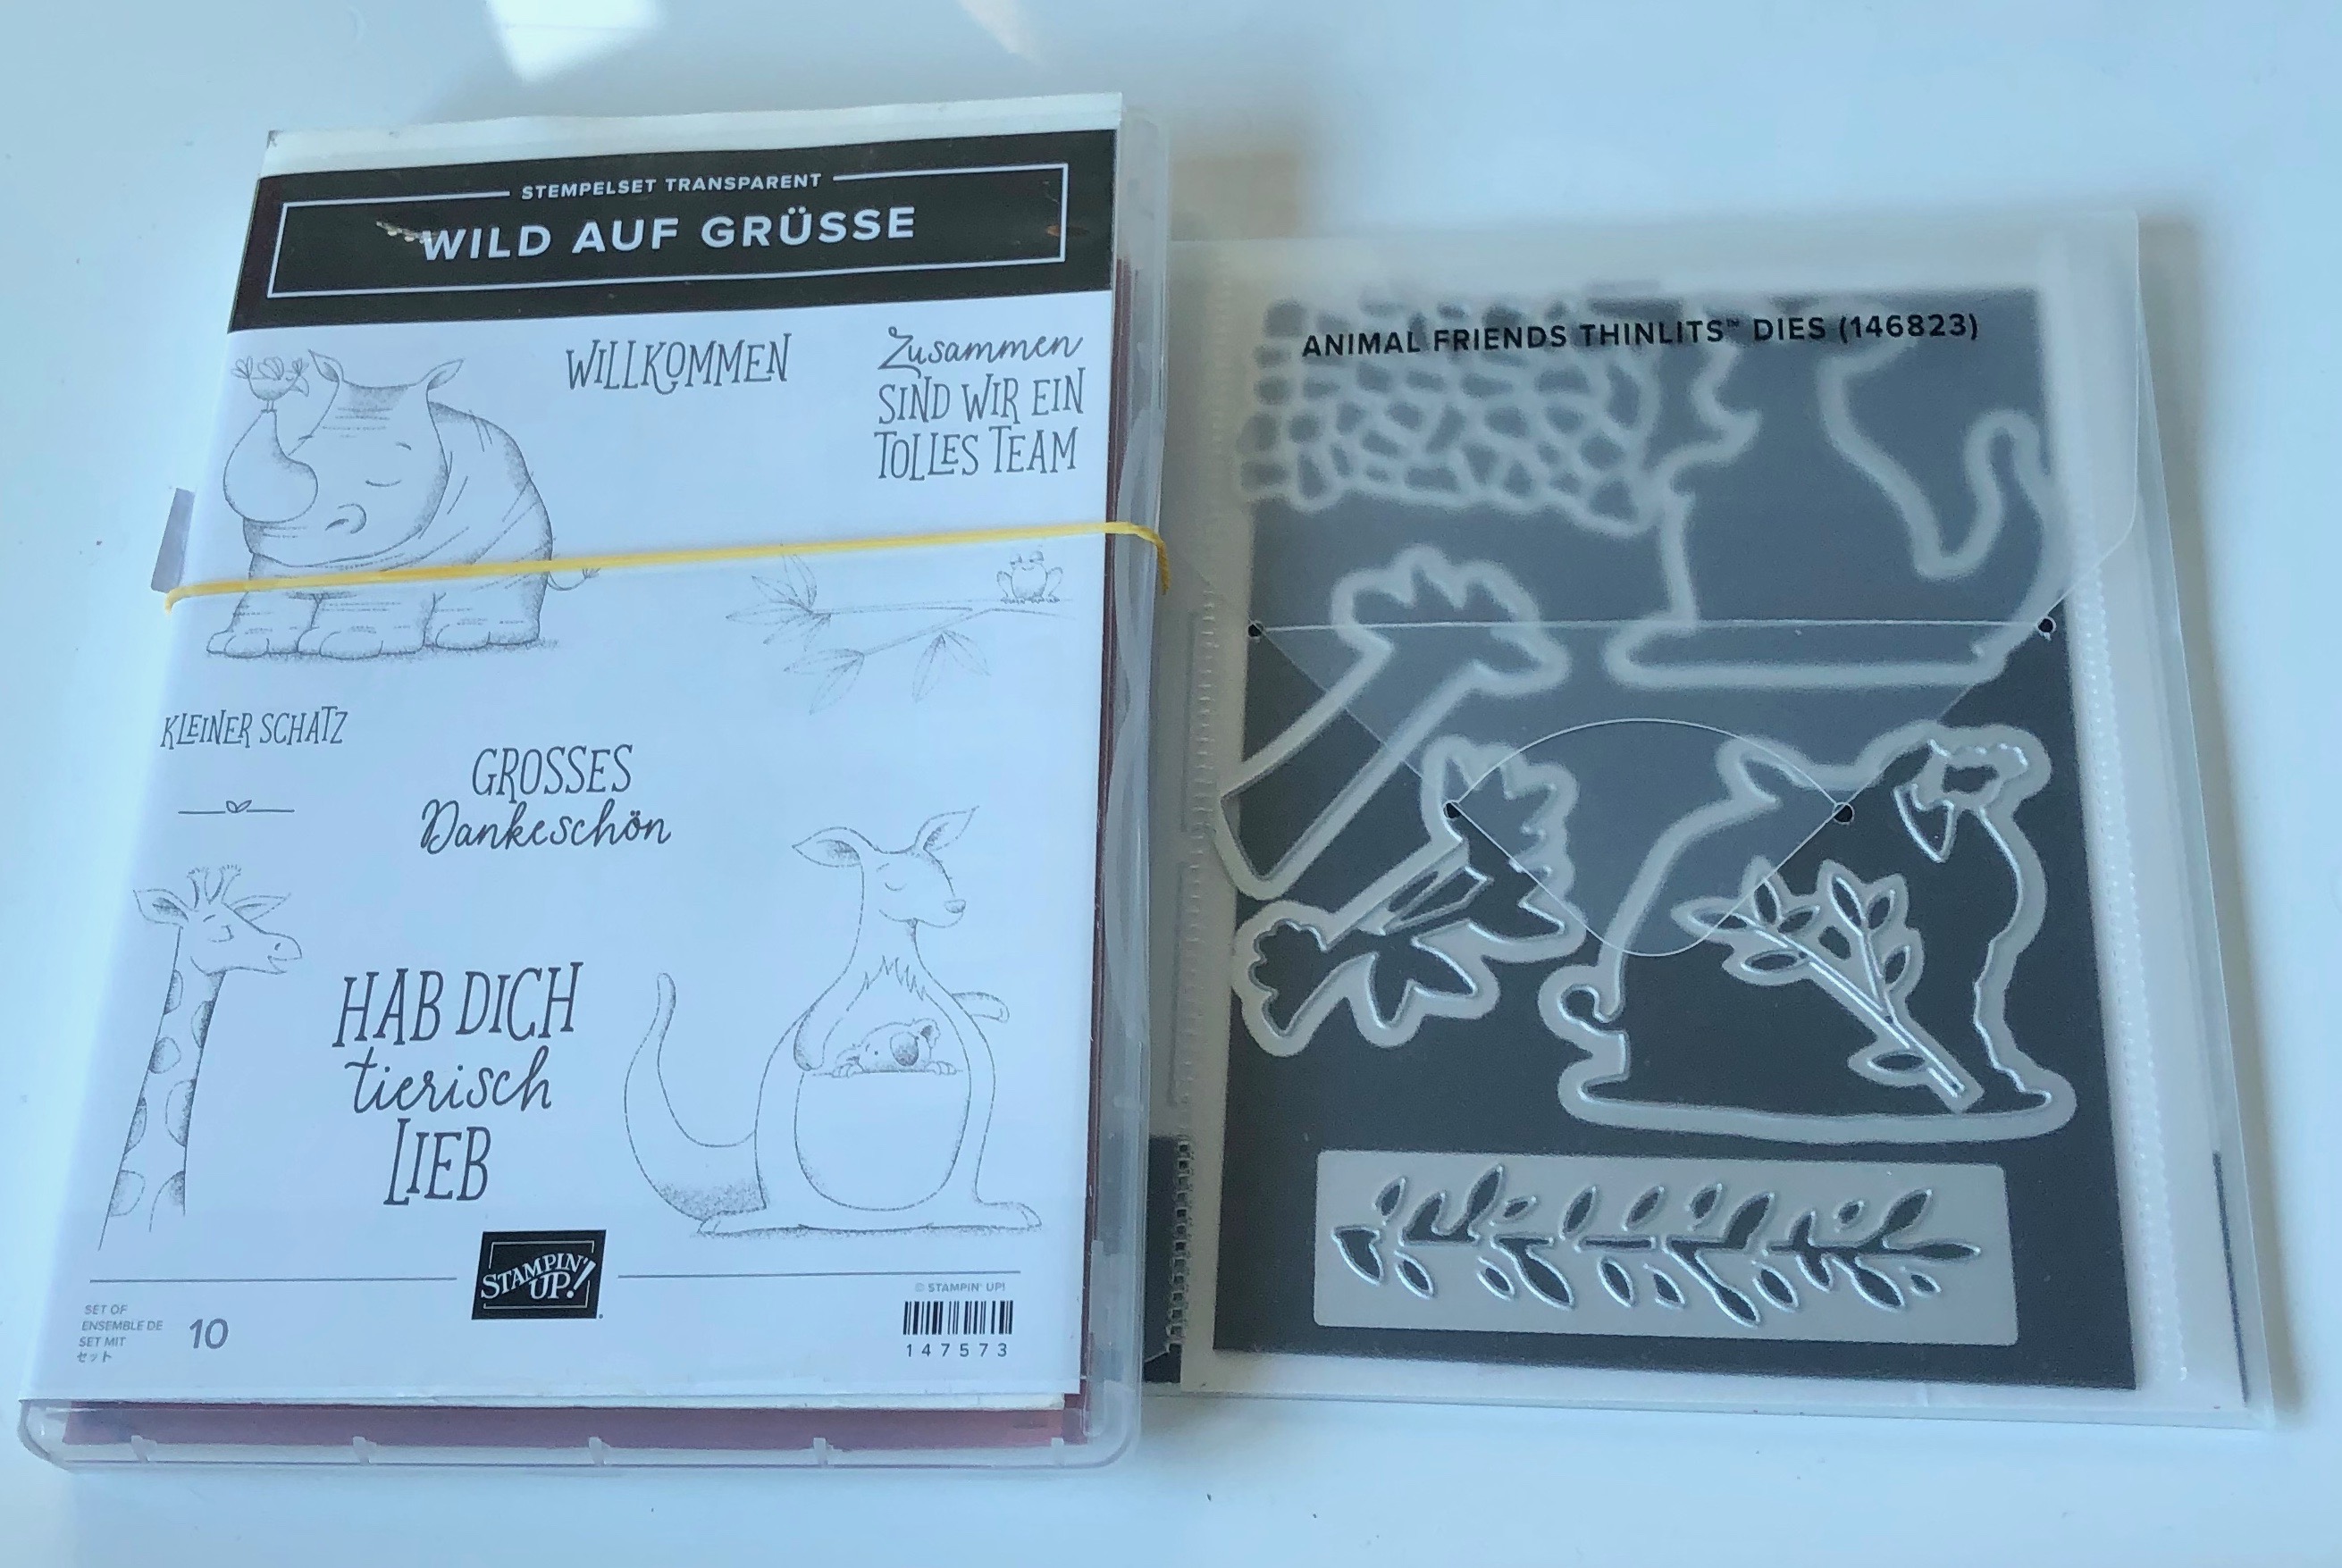 STEMPELSET TRANSPARENT
WILD AUF GRÜSSE
WILLKOMMEN
Zusammen
SIND WIR EIN
TOLLES TEAM
KLEINER SCHATZ
GROSSES
Dankeschön
HAB DICH
tierisch
LIEB
STAMPIN'
UP!
SET OF
ENSEMBLE DE
SET MIT
セット
10
© STAMPIN' UP!
147573
ANIMAL FRIENDS THINLITS™ DIES (146823)